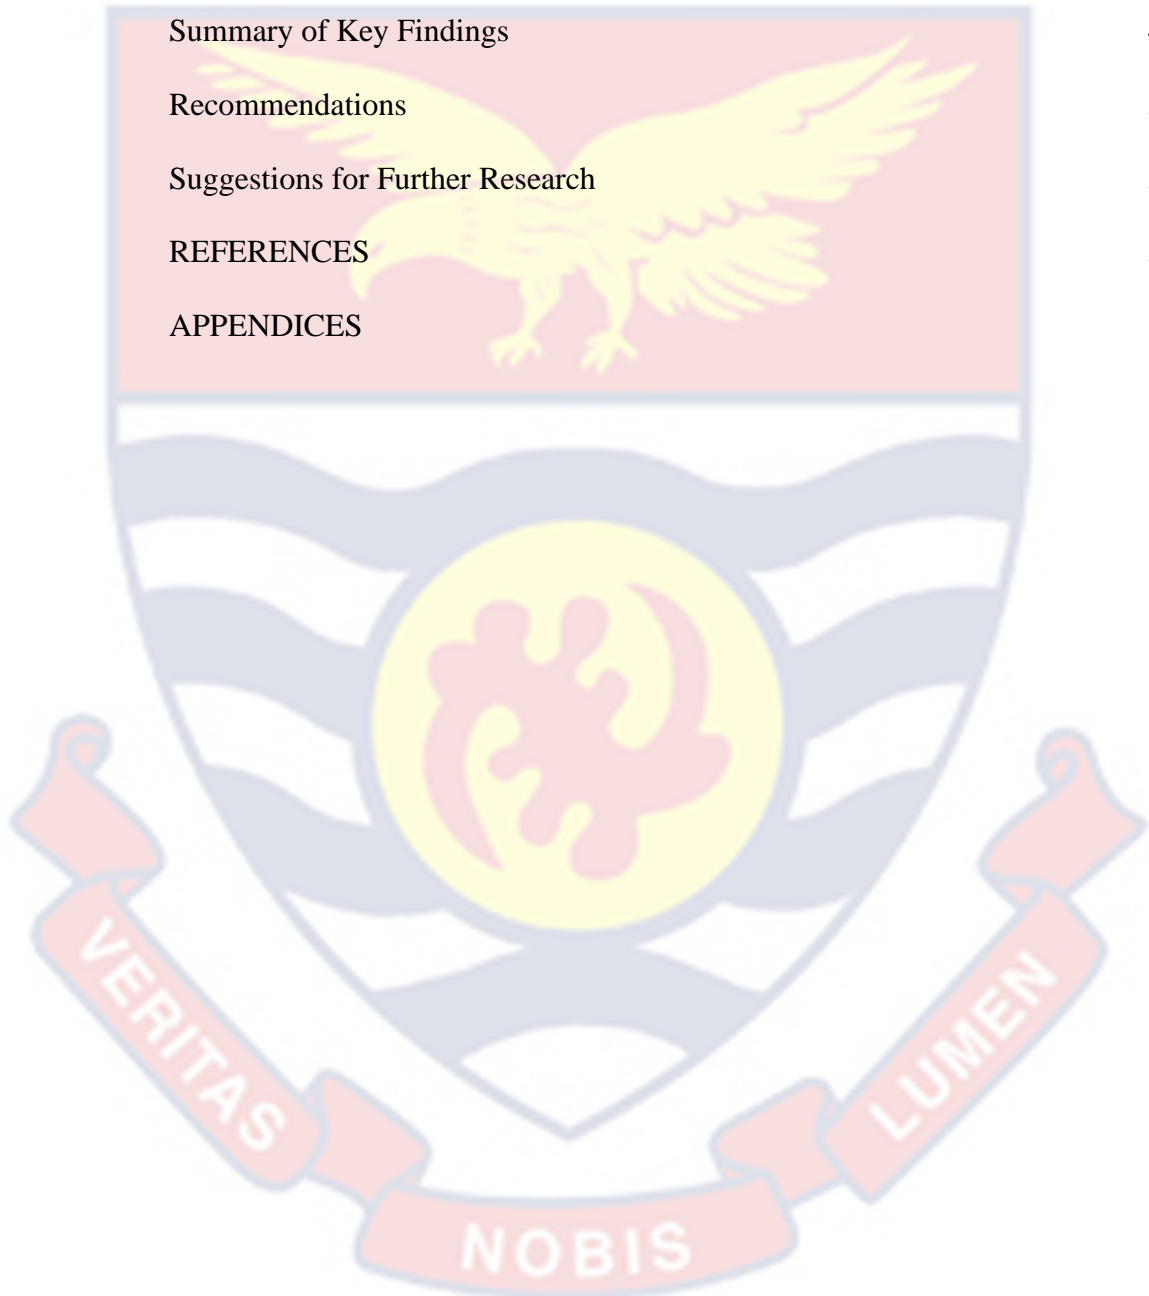 Summary of Key Findings
Recommendations
Suggestions for Further Research
REFERENCES
APPENDICES
VERITAS
NOBIS
LUMEN